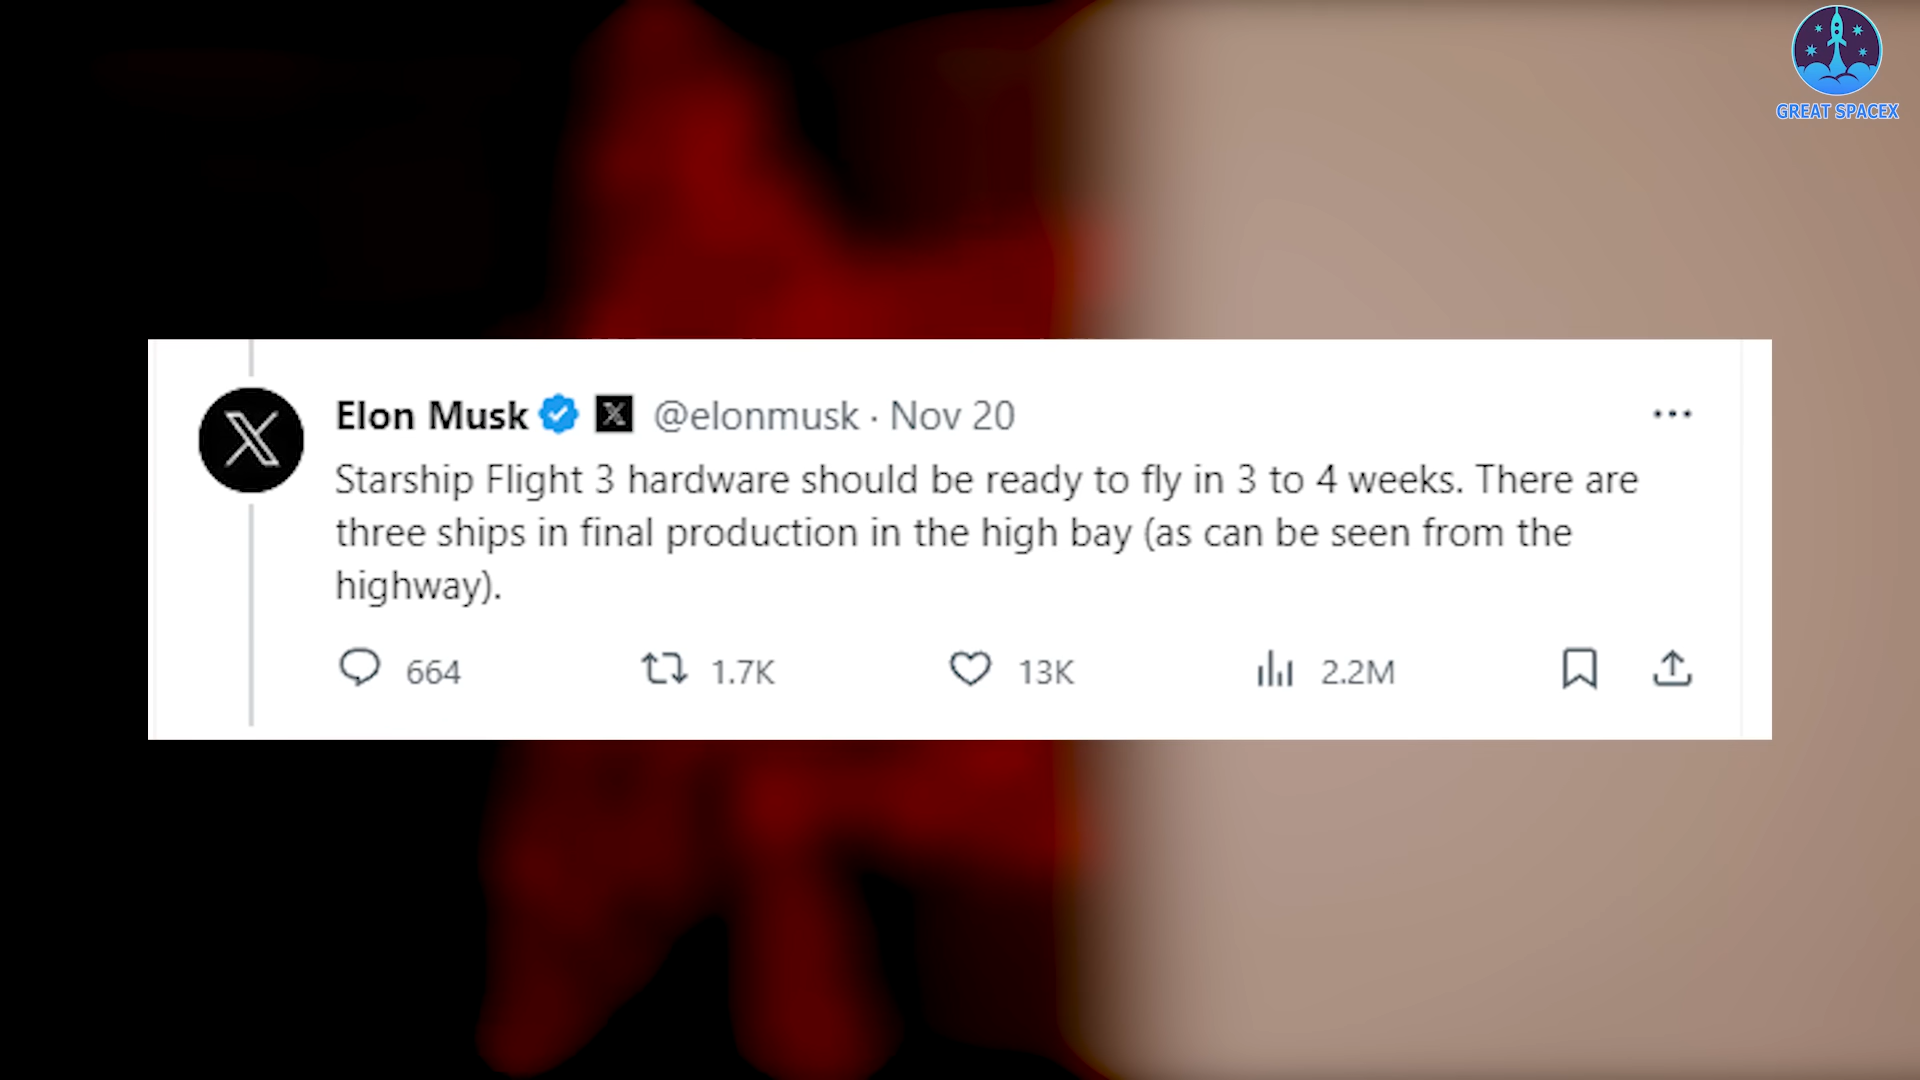 GREAT SPACEX
Elon Musk @elonmusk · Nov 20
Starship Flight 3 hardware should be ready to fly in 3 to 4 weeks. There are
three ships in final production in the high bay (as can be seen from the
highway).
664 1.7K 13K 2.2M